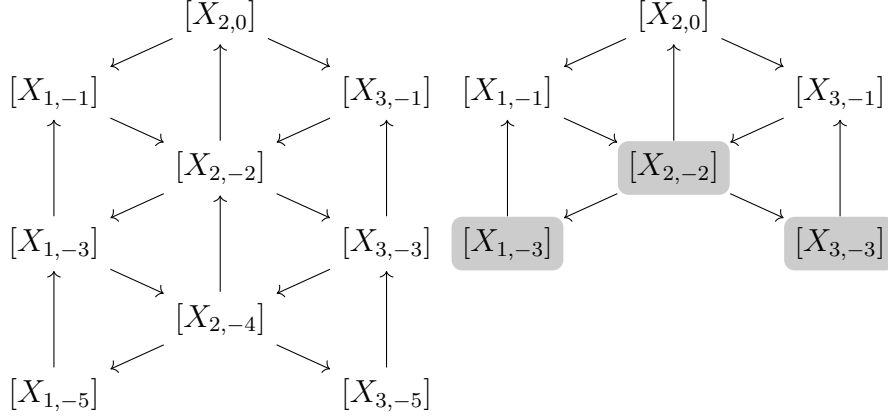 [X_{2,0}] [X_{2,0}]
[X_{1,-1}] [X_{3,-1}] [X_{1,-1}] [X_{3,-1}]
[X_{2,-2}] [X_{2,-2}]
[X_{1,-3}] [X_{3,-3}] [X_{1,-3}] [X_{3,-3}]
[X_{2,-4}]
[X_{1,-5}] [X_{3,-5}]